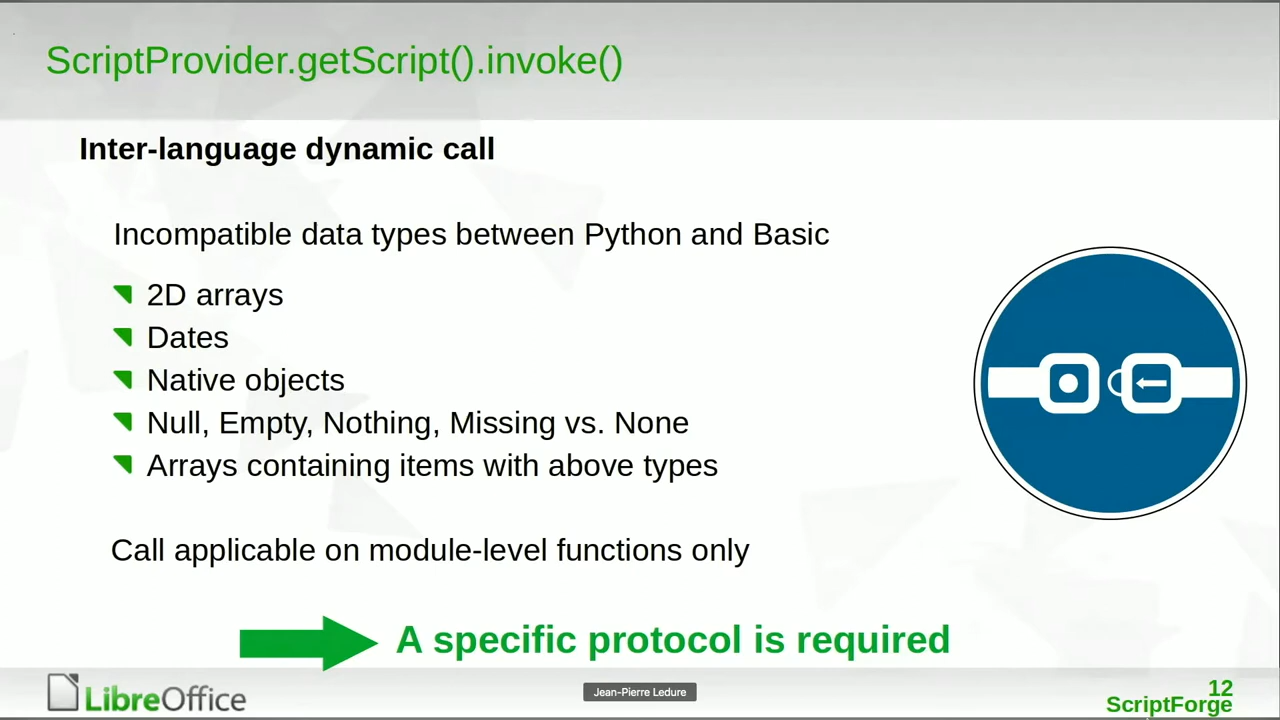 ScriptProvider.getScript().invoke()
Inter-language dynamic call
Incompatible data types between Python and Basic
2D arrays
Dates
Native objects
Null, Empty, Nothing, Missing vs. None
Arrays containing items with above types
Call applicable on module-level functions only
A specific protocol is required
LibreOffice
Jean-Pierre Ledure
12
ScriptForge